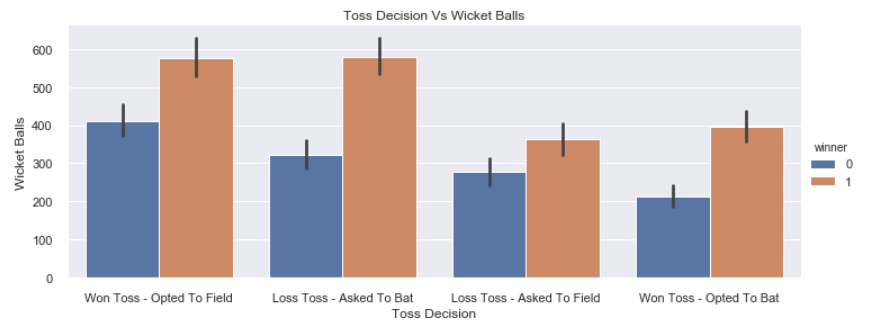 Toss Decision Vs Wicket Balls
Wicket Balls
600
500
400
300
200
100
0
Won Toss - Opted To Field
Loss Toss - Asked To Bat
Loss Toss - Asked To Field
Won Toss - Opted To Bat
Toss Decision
winner
0
1